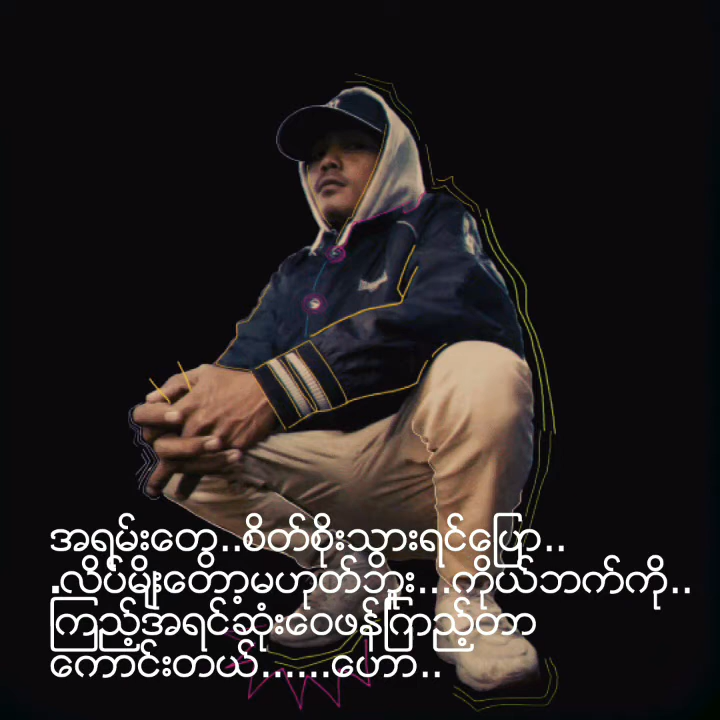 အရမ်းတွေ..စိတ်စိုးသွားရင်ပြော..
.လိပ်မျိုးတော့မဟုတ်ဘူး...ကိုယ်ဘက်ကို..
ကြည့်အရင်ဆုံးဝေဖန်ကြာည့်တာ
ကောင်းတယ်......ဟော..